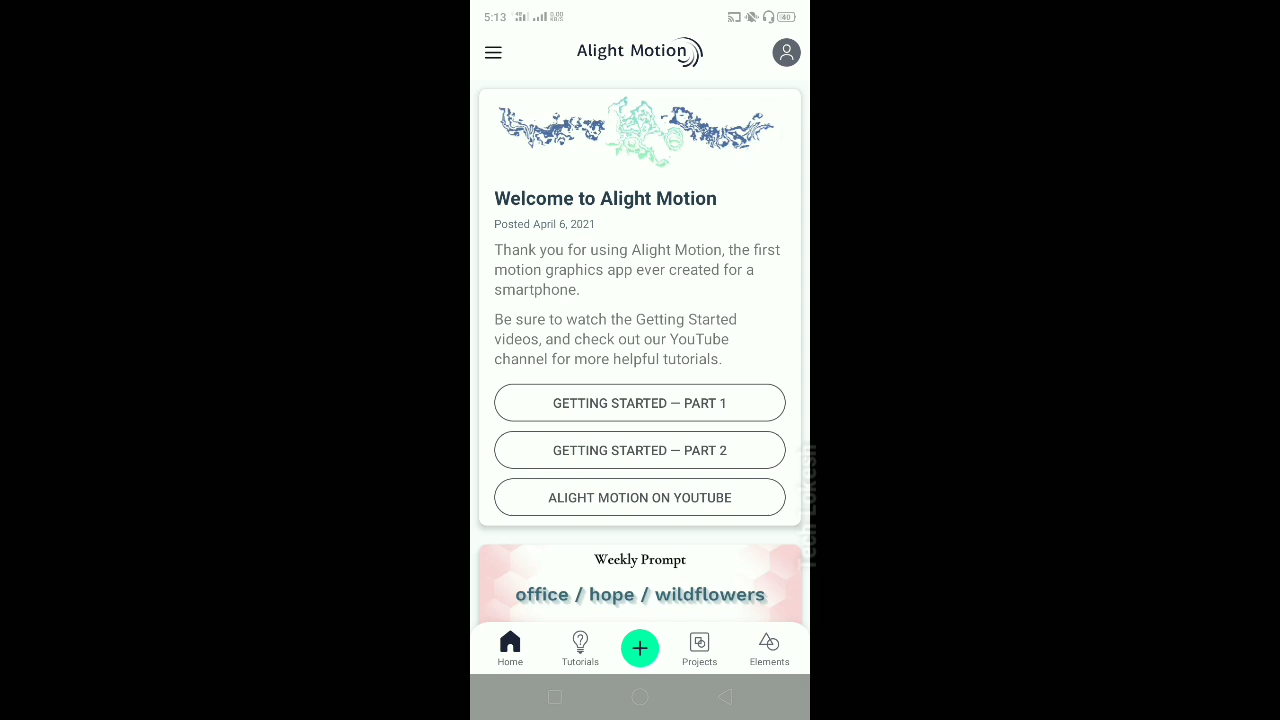 5:13
40
Alight Motion
Welcome to Alight Motion
Posted April 6, 2021
Thank you for using Alight Motion, the first
motion graphics app ever created for a
smartphone.
Be sure to watch the Getting Started
videos, and check out our YouTube
channel for more helpful tutorials.
GETTING STARTED — PART 1
GETTING STARTED — PART 2
ALIGHT MOTION ON YOUTUBE
Tech Lokesh
Weekly Prompt
office / hope / wildflowers
Home
Tutorials
Projects
Elements